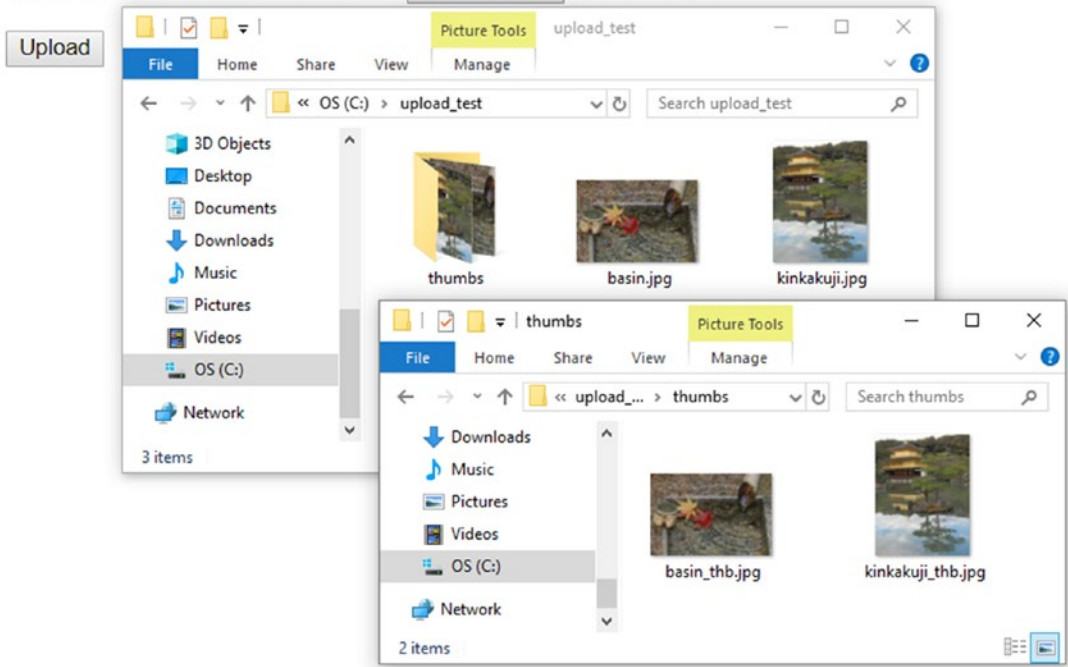 Upload
Picture Tools
upload_test
File
Home
Share
View
Manage
« OS (C:) › upload_test
Search upload_test
3D Objects
Desktop
Documents
Downloads
Music
Pictures
Videos
OS (C:)
Network
3 items
thumbs
basin.jpg
kinkakuji.jpg
thumbs
Picture Tools
File
Home
Share
View
Manage
« upload_... › thumbs
Search thumbs
Downloads
Music
Pictures
Videos
OS (C:)
Network
2 items
basin_thb.jpg
kinkakuji_thb.jpg